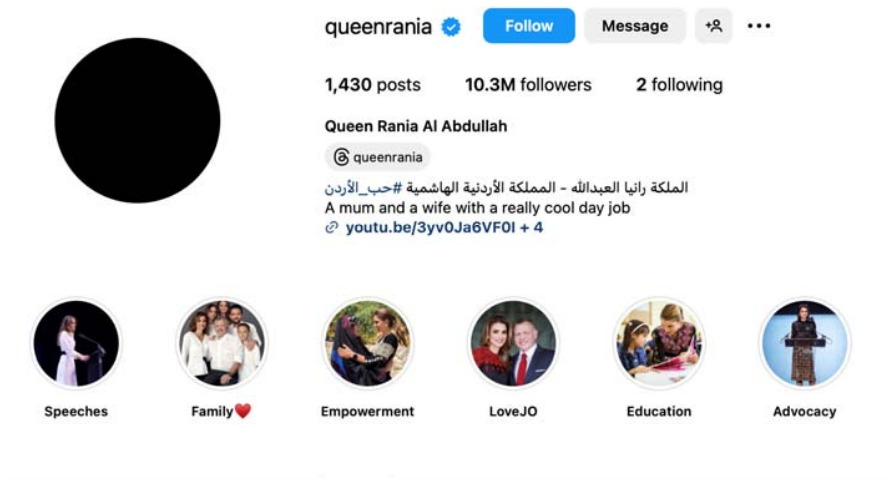 queenrania Follow Message
1,430 posts 10.3M followers 2 following
Queen Rania Al Abdullah
queenrania
الملكة رانيا العبدالله - المملكة الأردنية الهاشمية #حب_الأردن
A mum and a wife with a really cool day job
youtu.be/3yv0Ja6VF0I + 4
Speeches Family❤️ Empowerment LoveJO Education Advocacy